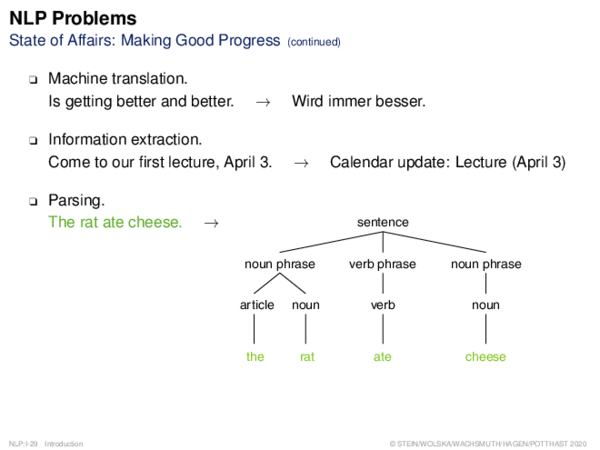 NLP Problems
State of Affairs: Making Good Progress (continued)
❑ Machine translation.
Is getting better and better. → Wird immer besser.
❑ Information extraction.
Come to our first lecture, April 3. → Calendar update: Lecture (April 3)
❑ Parsing.
The rat ate cheese. → sentence
noun phrase verb phrase noun phrase
article noun verb noun
the rat ate cheese
NLP:I-29 Introduction © STEIN/WOLSKA/WACHSMUTH/HAGEN/POTTHAST 2020